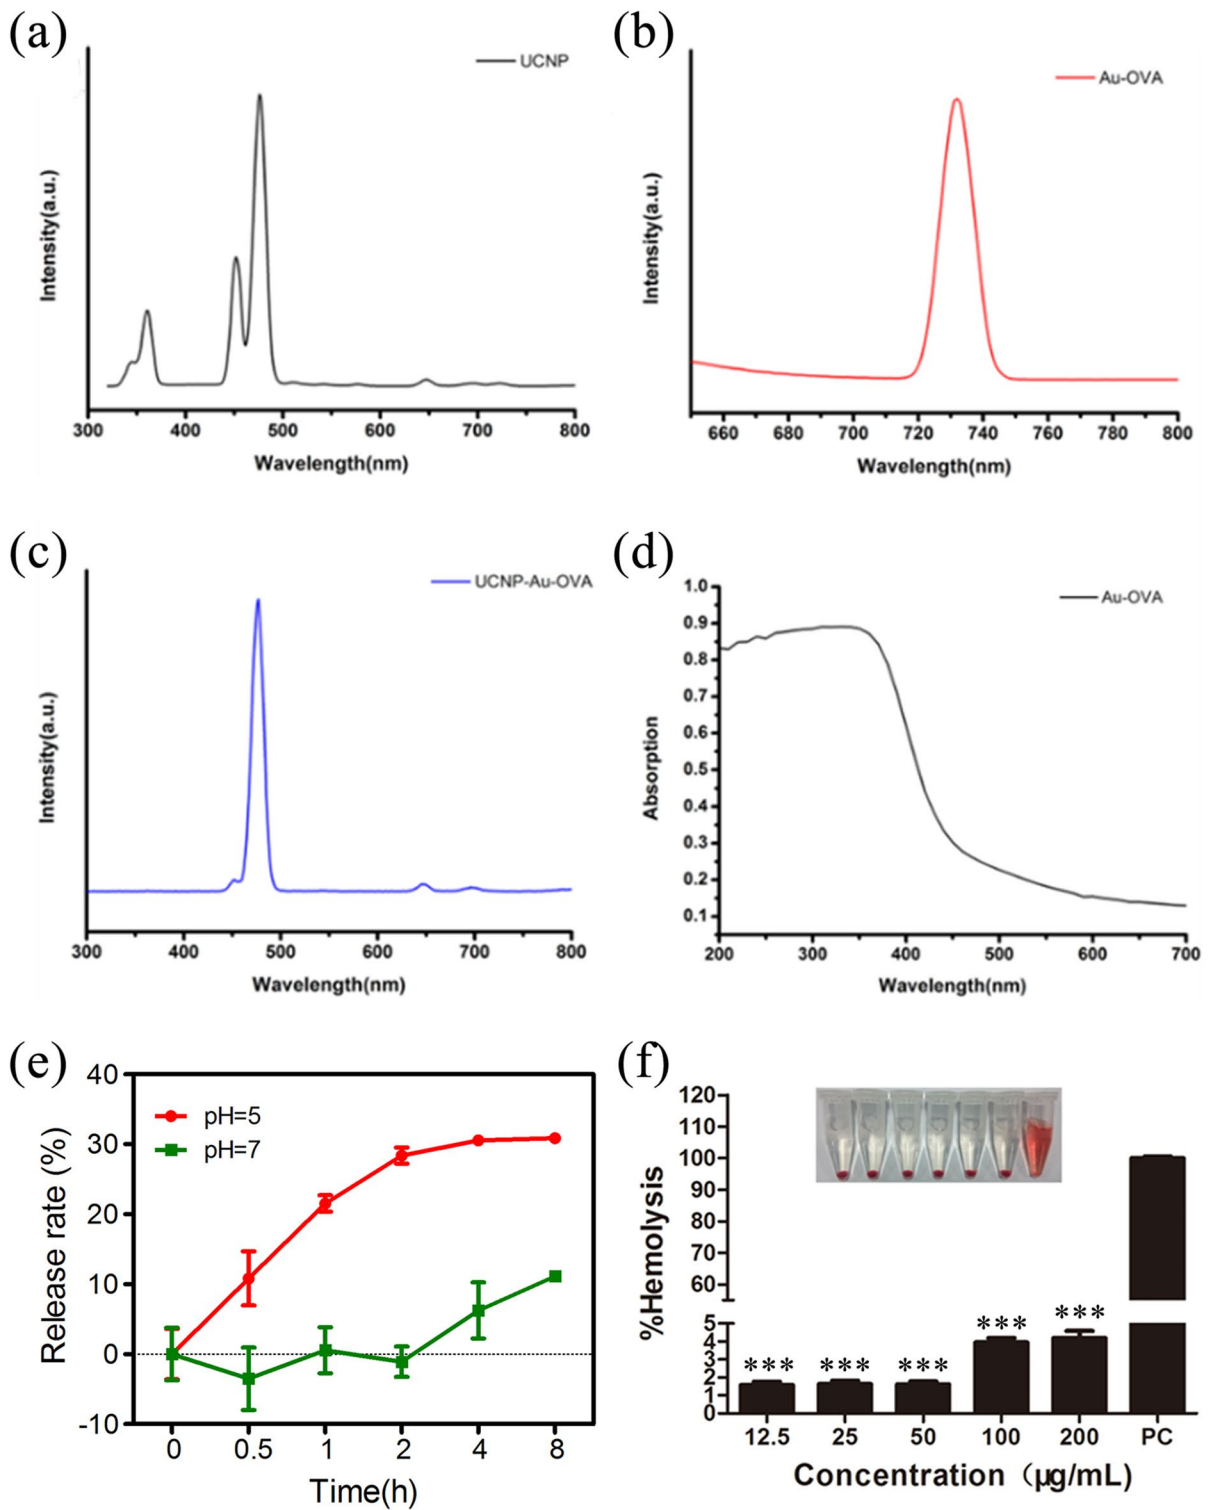 (a)
UCNP
Intensity(a.u.)
300 400 500 600 700 800
Wavelength(nm)
(b)
Au-OVA
Intensity(a.u.)
660 680 700 720 740 760 780 800
Wavelength(nm)
(c)
UCNP-Au-OVA
Intensity(a.u.)
300 400 500 600 700 800
Wavelength(nm)
(d)
Au-OVA
Absorption
1.0
0.9
0.8
0.7
0.6
0.5
0.4
0.3
0.2
0.1
200 300 400 500 600 700
Wavelength(nm)
(e)
pH=5
pH=7
Release rate (%)
40
30
20
10
0
-10
0 0.5 1 2 4 8
Time(h)
(f)
%Hemolysis
120
110
100
90
80
70
60
5
4
3
2
1
0
*** *** *** *** ***
12.5 25 50 100 200 PC
Concentration（μg/mL)